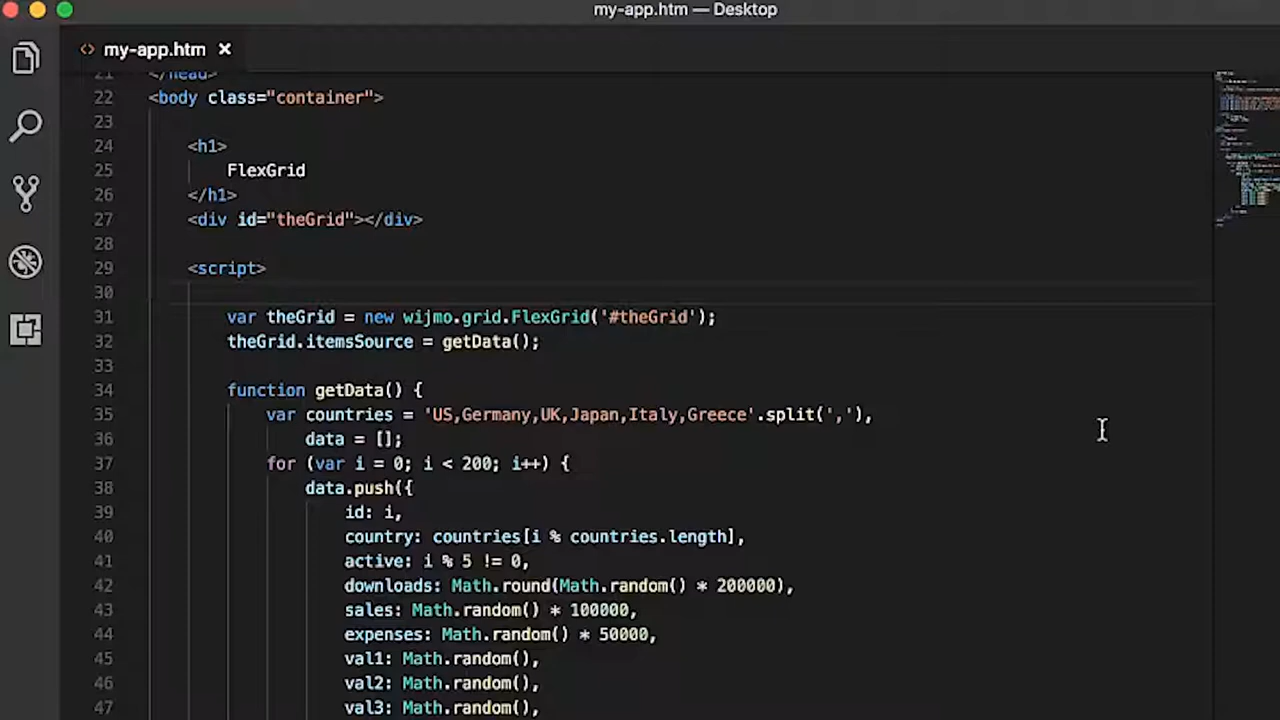 my-app.htm — Desktop
<> my-app.htm ×
21 </head>
22 <body class="container">
23
24 <h1>
25 FlexGrid
26 </h1>
27 <div id="theGrid"></div>
28
29 <script>
30
31 var theGrid = new wijmo.grid.FlexGrid('#theGrid');
32 theGrid.itemsSource = getData();
33
34 function getData() {
35 var countries = 'US,Germany,UK,Japan,Italy,Greece'.split(','),
36 data = [];
37 for (var i = 0; i < 200; i++) {
38 data.push({
39 id: i,
40 country: countries[i % countries.length],
41 active: i % 5 != 0,
42 downloads: Math.round(Math.random() * 200000),
43 sales: Math.random() * 100000,
44 expenses: Math.random() * 50000,
45 val1: Math.random(),
46 val2: Math.random(),
47 val3: Math.random(),